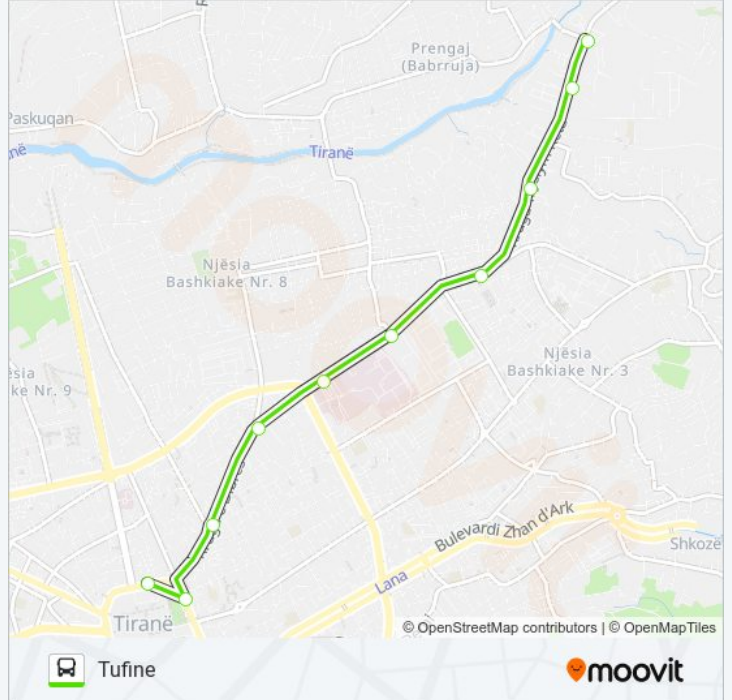 Prengaj
(Babrruja)
Paskuqan
Tiranë
Njësia
Bashkiake Nr. 8
Njësia
Bashkiake Nr. 3
Bulevardi Zhan d'Ark
Shkoze
Lana
Tiranë
© OpenStreetMap contributors | © OpenMapTiles
Tufine
moovit